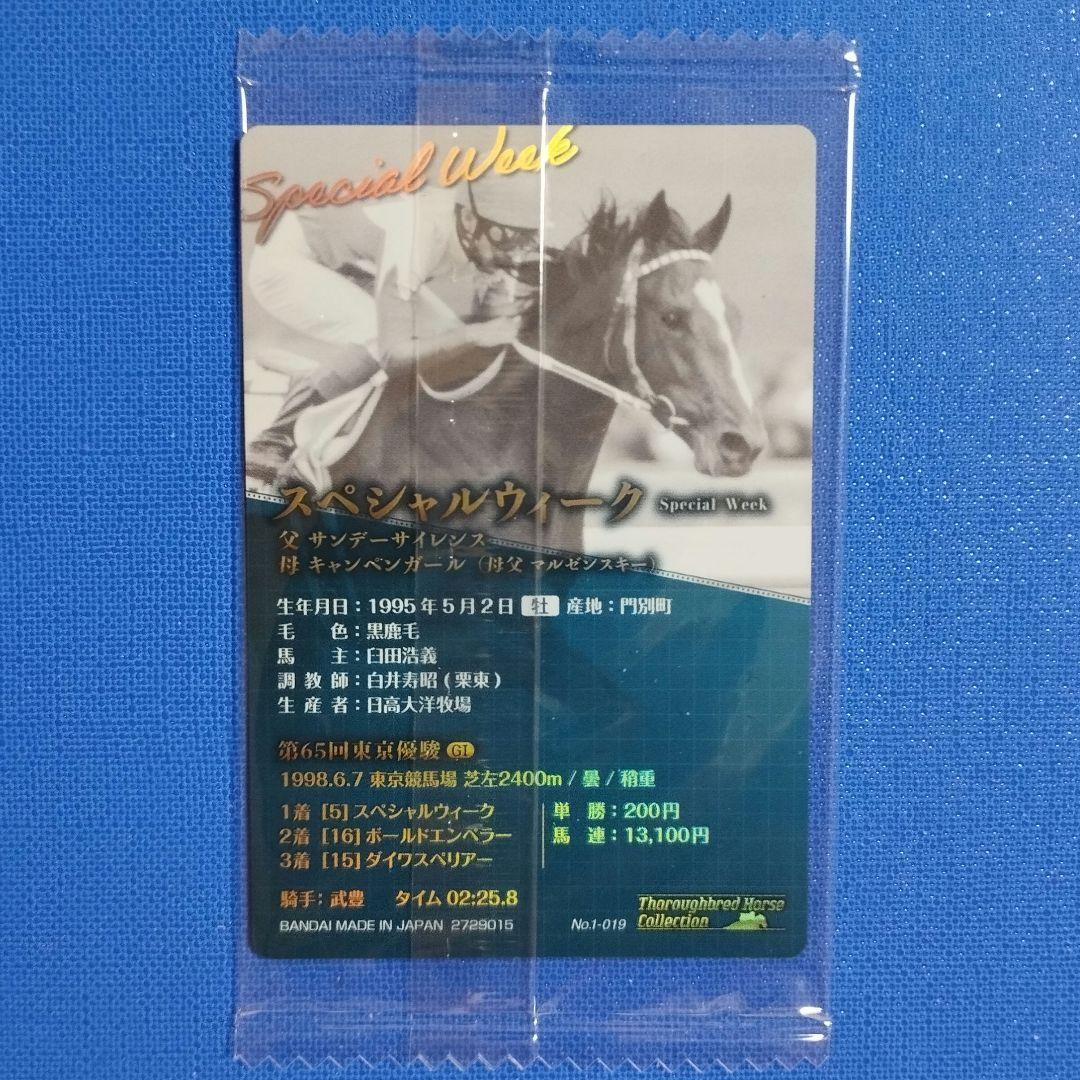 Special Week
スペシャルウィーク Special Week
父 サンデーサイレンス
母 キャンペンガール（母父 マルゼンスキー）
生年月日：1995年5月2日 牡 産地：門別町
毛 色：黒鹿毛
馬 主：臼田浩義
調教師：白井寿昭(栗東)
生産者：日高大洋牧場
第65回東京優駿 G1
1998.6.7 東京競馬場 芝左2400m / 曇 / 稍重
1着 [5] スペシャルウィーク 単 勝：200円
2着 [16] ボールドエンペラー 馬 連：13,100円
3着 [15] ダイワスペリアー
騎手：武豊 タイム 02:25.8
BANDAI MADE IN JAPAN 2729015 No.1-019
Thoroughbred Horse
Collection